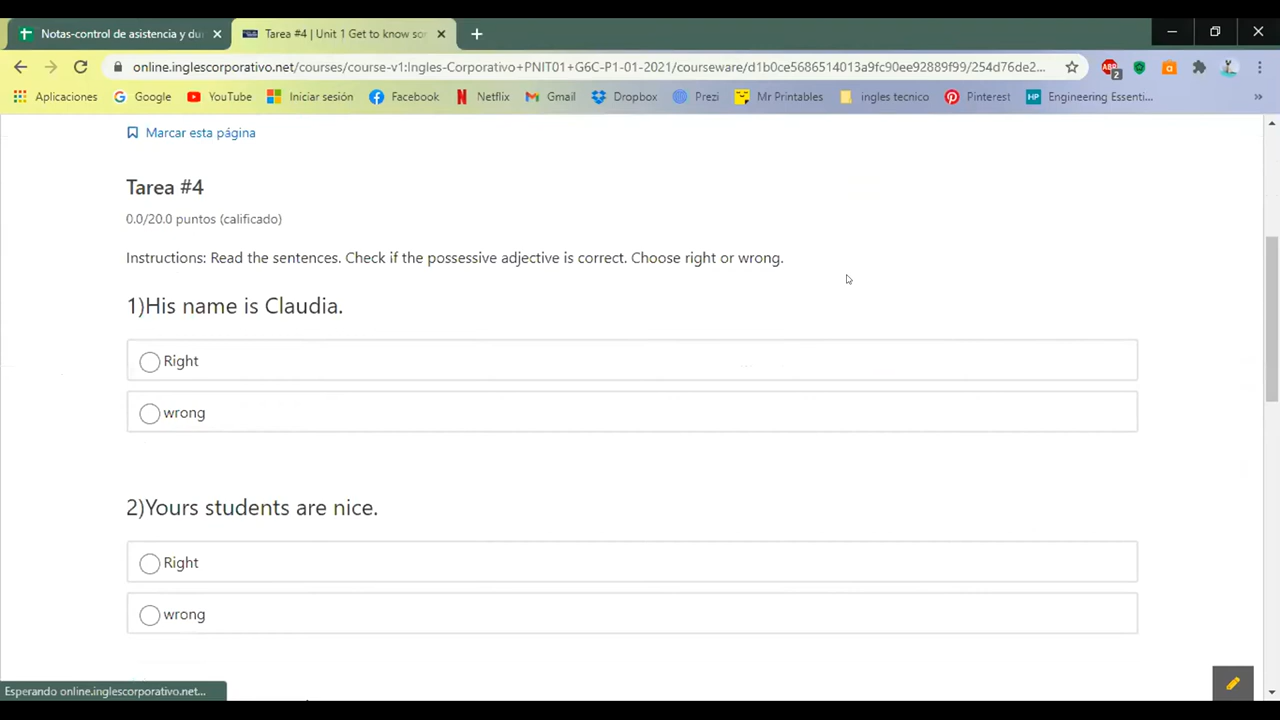 Notas-control de asistencia y du
Tarea #4 | Unit 1 Get to know sor
online.inglescorporativo.net/courses/course-v1:Ingles-Corporativo+PNIT01+G6C-P1-01-2021/courseware/d1b0ce5686514013a9fc90ee92889f99/254d76de2...
ABP
2
Aplicaciones
Google
YouTube
Iniciar sesión
Facebook
Netflix
Gmail
Dropbox
Prezi
Mr Printables
ingles tecnico
Pinterest
HP
Engineering Essenti...
»
Marcar esta página
Tarea #4
0.0/20.0 puntos (calificado)
Instructions: Read the sentences. Check if the possessive adjective is correct. Choose right or wrong.
1)His name is Claudia.
Right
wrong
2)Yours students are nice.
Right
wrong
Esperando online.inglescorporativo.net...